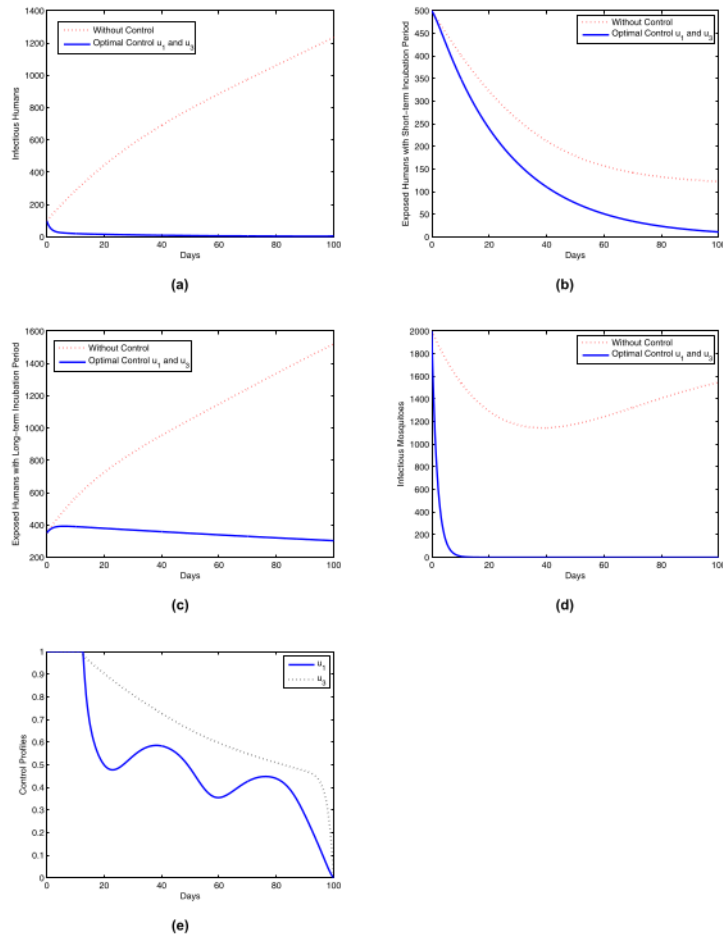 1400
1200
1000
800
600
400
200
0
Infectious Humans
Without Control
Optimal Control u1 and u3
0 20 40 60 80 100
Days
(a)
500
450
400
350
300
250
200
150
100
50
0
Exposed Humans with Short-term Incubation Period
Without Control
Optimal Control u1 and u3
0 20 40 60 80 100
Days
(b)
1600
1400
1200
1000
800
600
400
200
Exposed Humans with Long-term Incubation Period
Without Control
Optimal Control u1 and u3
0 20 40 60 80 100
Days
(c)
2000
1800
1600
1400
1200
1000
800
600
400
200
0
Infectious Mosquitoes
Without Control
Optimal Control u1 and u3
0 20 40 60 80 100
Days
(d)
1
0.9
0.8
0.7
0.6
0.5
0.4
0.3
0.2
0.1
0
Control Profiles
u1
u3
0 20 40 60 80 100
Days
(e)